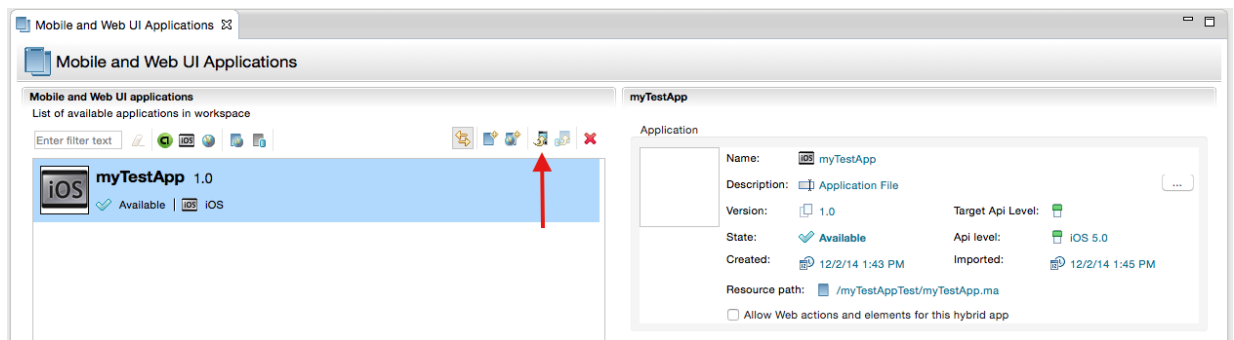 Mobile and Web UI Applications
Mobile and Web UI Applications
Mobile and Web UI applications
List of available applications in workspace
Enter filter text
iOS
iOS
myTestApp 1.0
Available | iOS iOS
myTestApp
Application
Name: iOS myTestApp
Description: Application File
...
Version: 1.0 Target Api Level:
State: Available Api level: iOS 5.0
Created: 12/2/14 1:43 PM Imported: 12/2/14 1:45 PM
Resource path: /myTestAppTest/myTestApp.ma
Allow Web actions and elements for this hybrid app